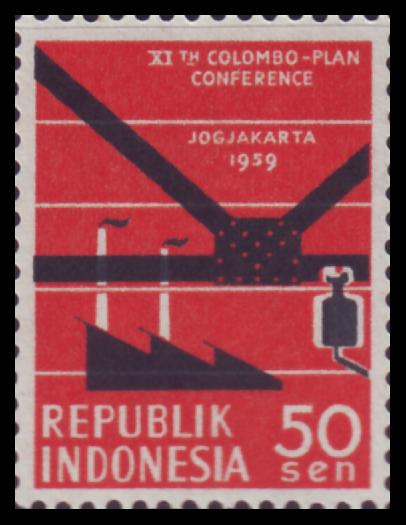 XI TH COLOMBO-PLAN
CONFERENCE
JOGJAKARTA
1959
REPUBLIK
INDONESIA
50
sen